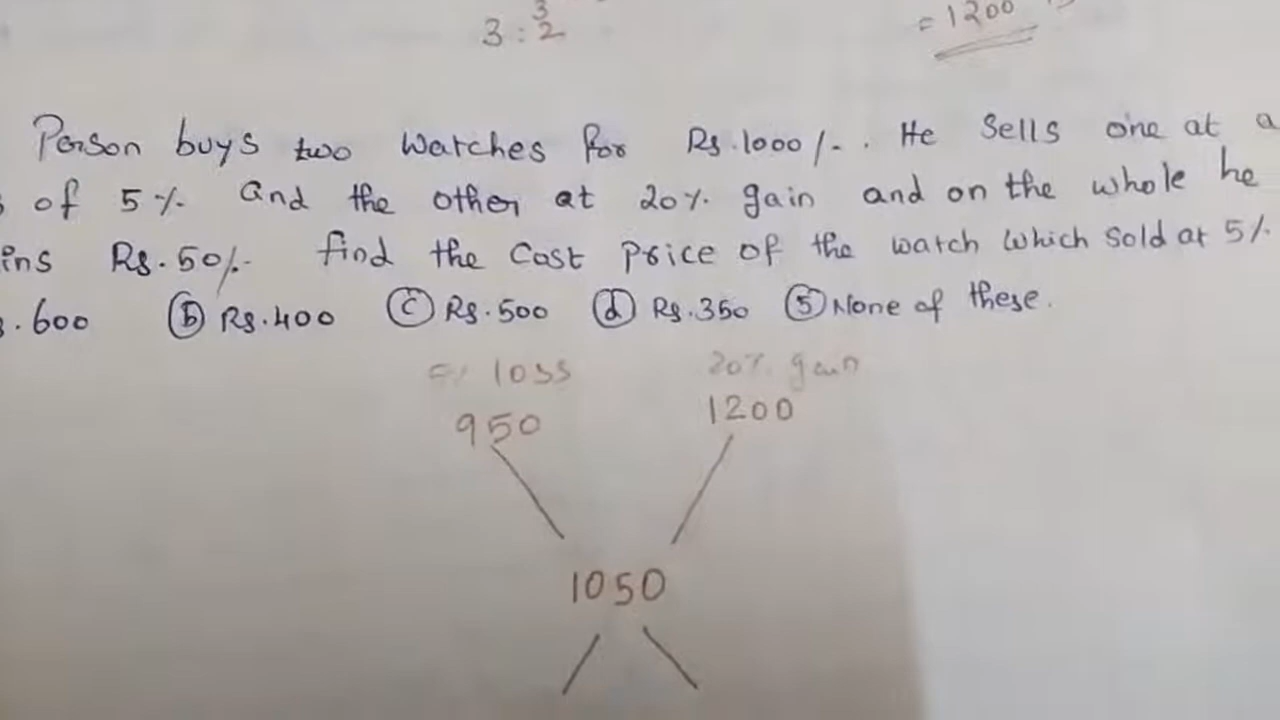 3 : 3/2
= 1200
Person buys two watches for Rs.1000/-. He sells one at a
of 5% and the other at 20% gain and on the whole he
ins Rs.50/- find the Cost price of the watch which sold at 5%
. 600 (b) Rs.400 (c) Rs.500 (d) Rs.350 (5) None of these.
loss 20% gain
950 1200
1050